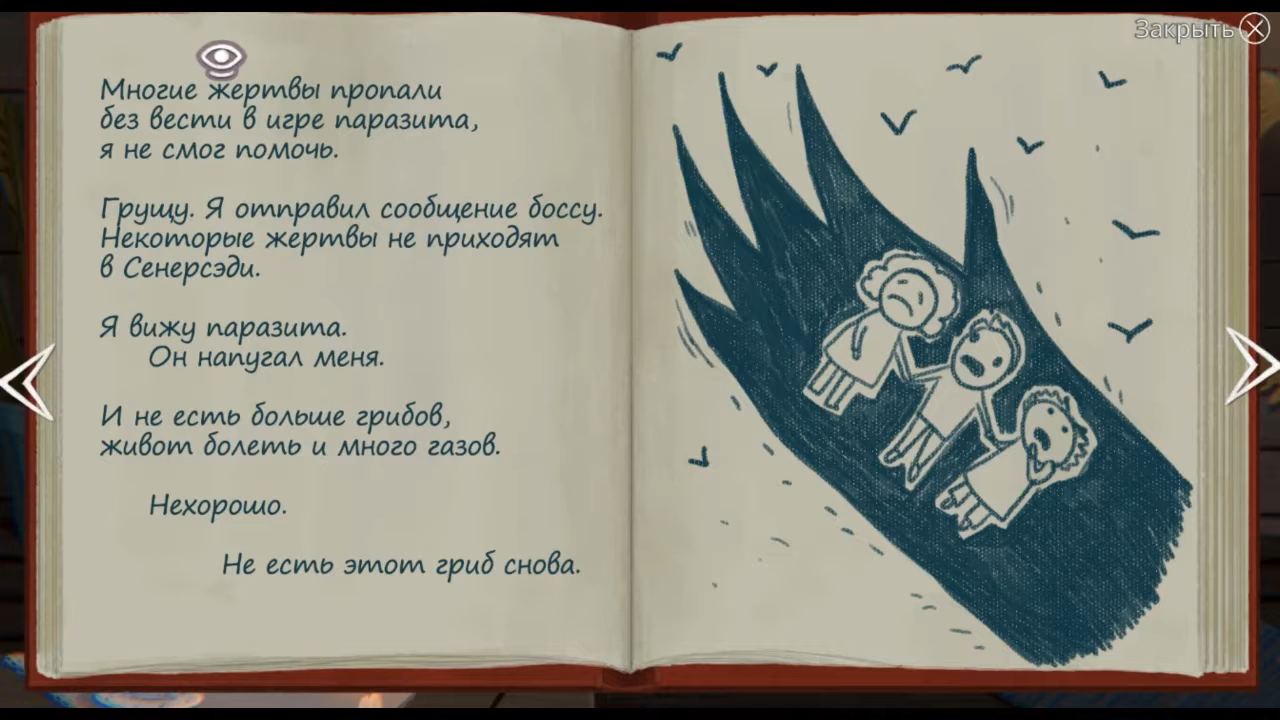 Закрыть
Многие жертвы пропали
без вести в игре паразита,
я не смог помочь.
Грущу. Я отправил сообщение боссу.
Некоторые жертвы не приходят
в Сенерсэди.
Я вижу паразита.
Он напугал меня.
И не есть больше грибов,
живот болеть и много газов.
Нехорошо.
Не есть этот гриб снова.